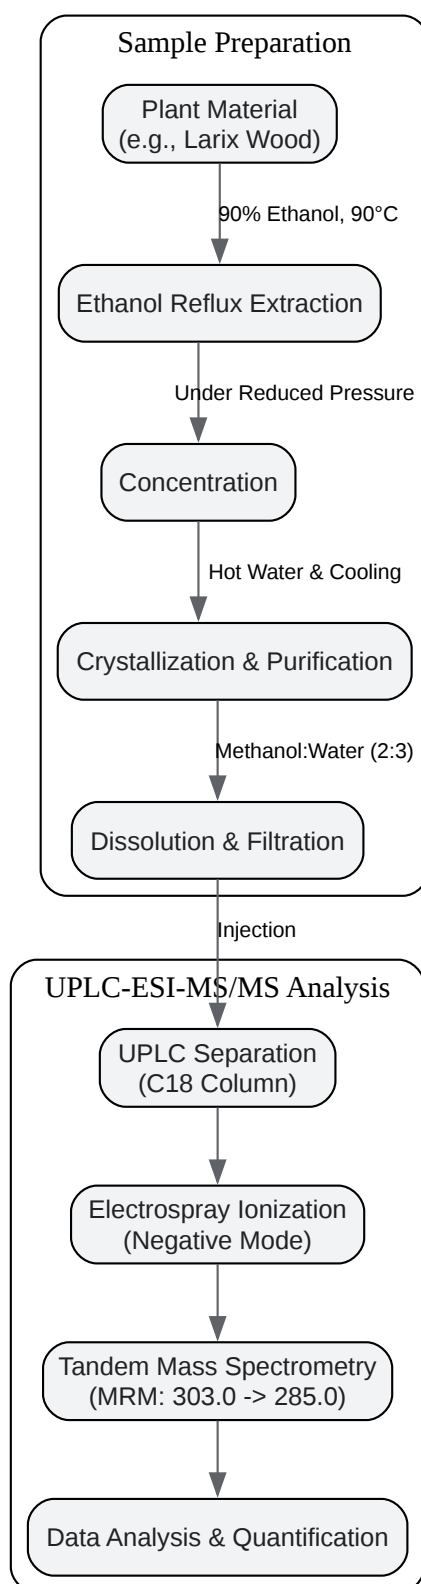 Sample Preparation
Plant Material
(e.g., Larix Wood)
90% Ethanol, 90°C
Ethanol Reflux Extraction
Under Reduced Pressure
Concentration
Hot Water & Cooling
Crystallization & Purification
Methanol:Water (2:3)
Dissolution & Filtration
Injection
UPLC-ESI-MS/MS Analysis
UPLC Separation
(C18 Column)
Electrospray Ionization
(Negative Mode)
Tandem Mass Spectrometry
(MRM: 303.0 -> 285.0)
Data Analysis & Quantification